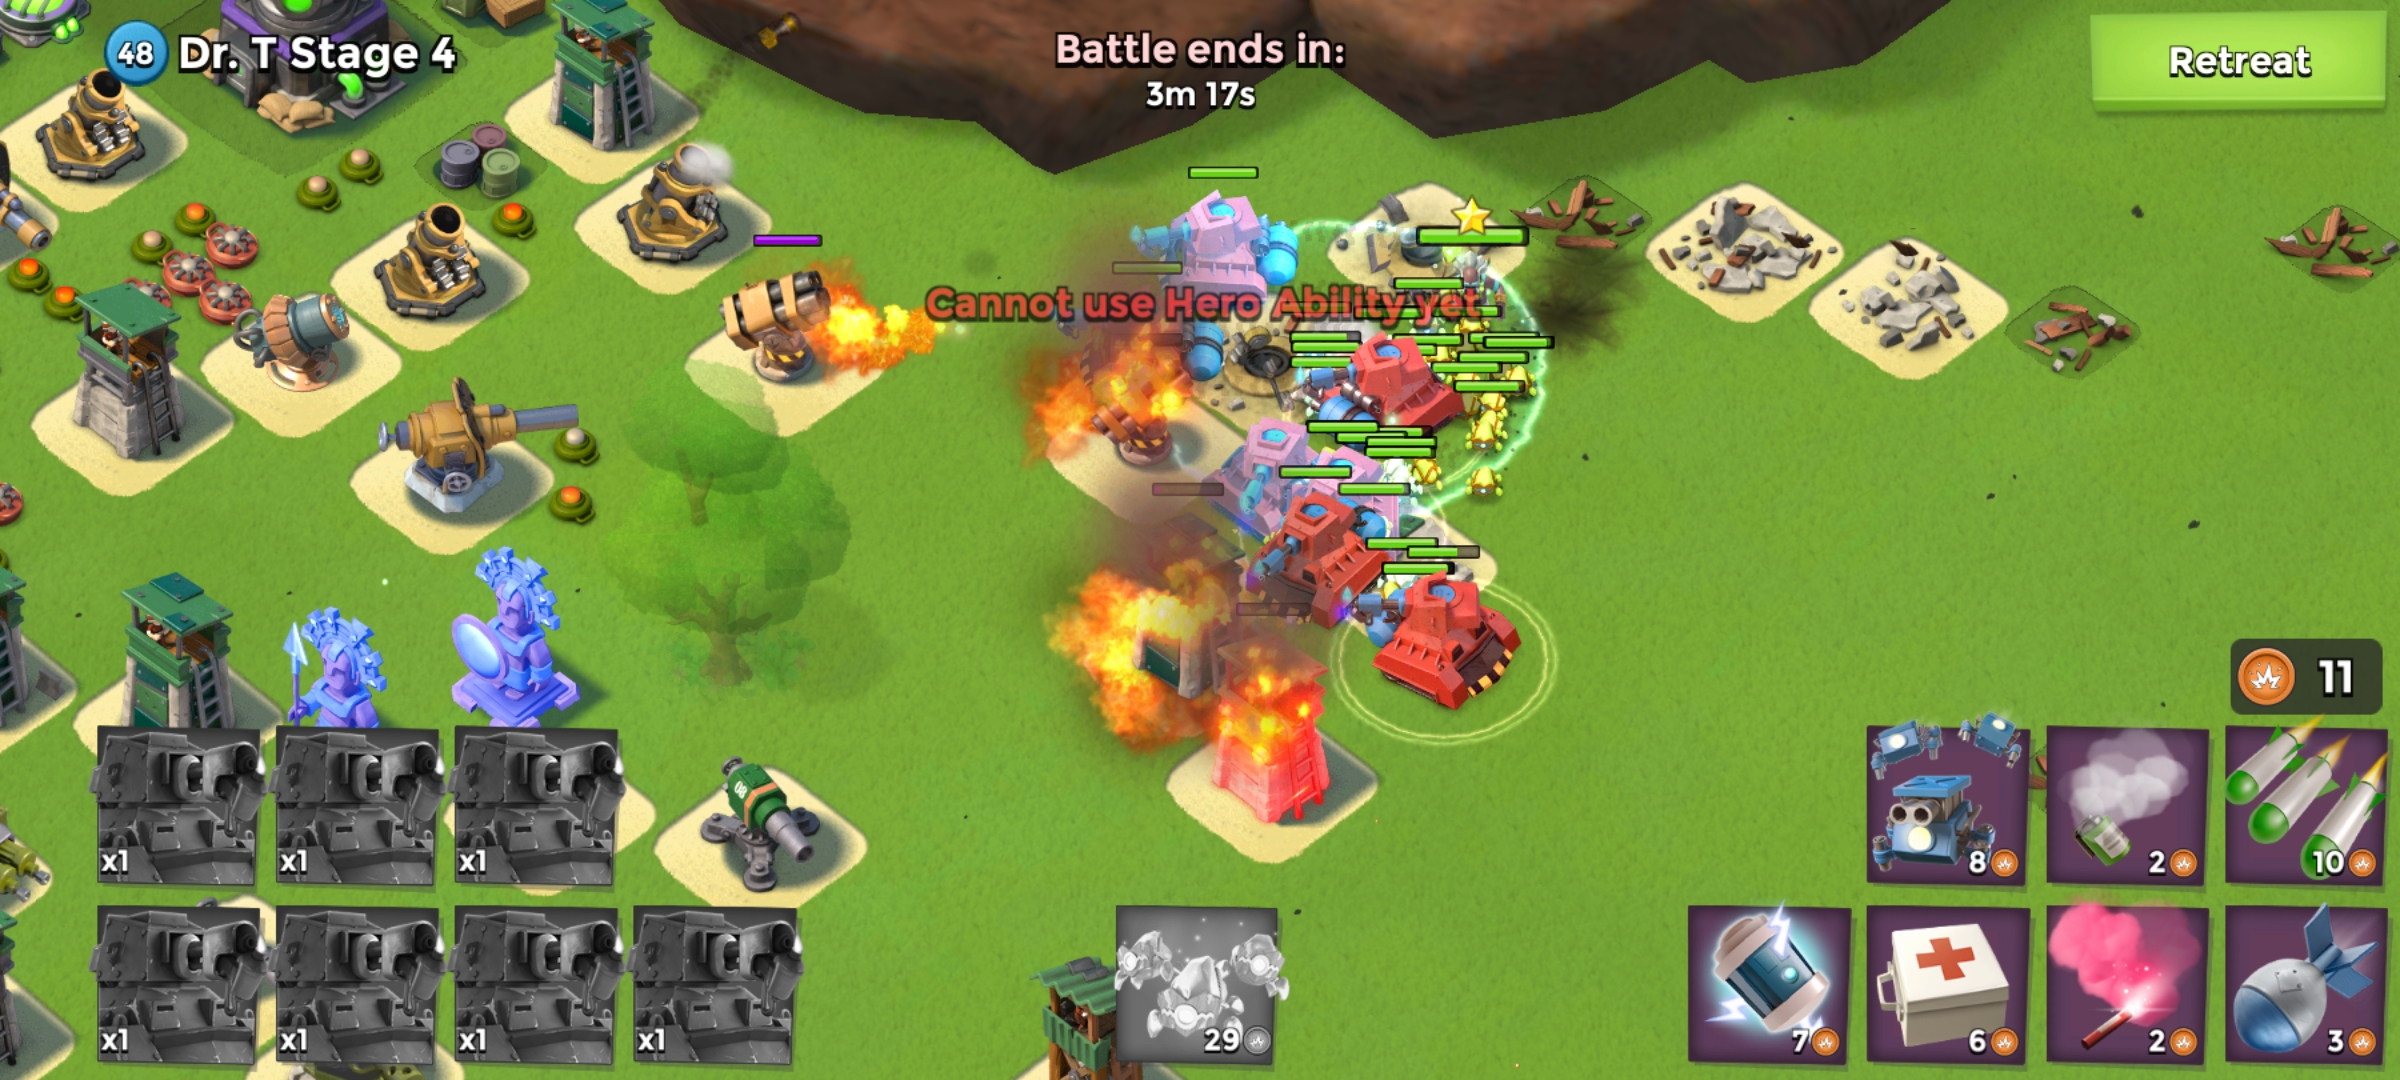 48 Dr. T Stage 4
Battle ends in:
3m 17s
Retreat
Cannot use Hero Ability yet
08
11
x1 x1 x1
8 2 10
x1 x1 x1 x1
29
7 6 2 3